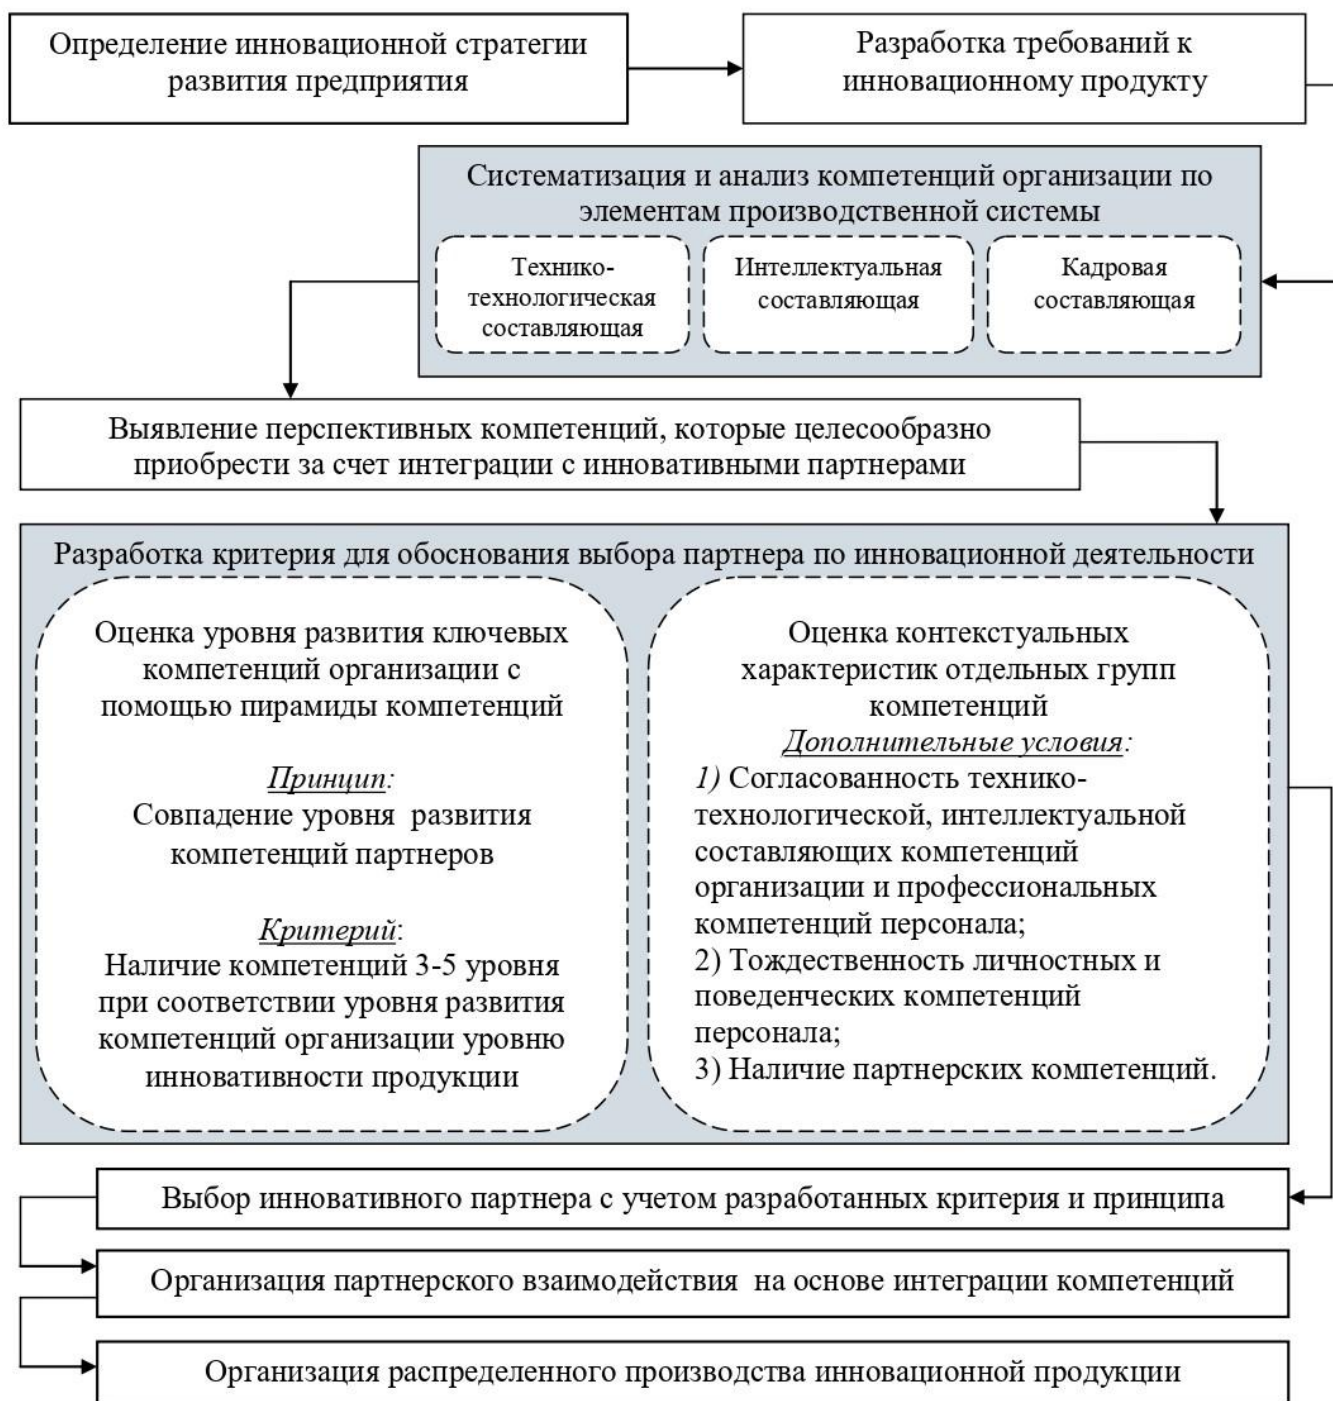 Определение инновационной стратегии
развития предприятия
Разработка требований к
инновационному продукту
Систематизация и анализ компетенций организации по
элементам производственной системы
Технико-
технологическая
составляющая
Интеллектуальная
составляющая
Кадровая
составляющая
Выявление перспективных компетенций, которые целесообразно
приобрести за счет интеграции с инновативными партнерами
Разработка критерия для обоснования выбора партнера по инновационной деятельности
Оценка уровня развития ключевых
компетенций организации с
помощью пирамиды компетенций
Принцип:
Совпадение уровня развития
компетенций партнеров
Критерий:
Наличие компетенций 3-5 уровня
при соответствии уровня развития
компетенций организации уровню
инновативности продукции
Оценка контекстуальных
характеристик отдельных групп
компетенций
Дополнительные условия:
1) Согласованность технико-
технологической, интеллектуальной
составляющих компетенций
организации и профессиональных
компетенций персонала;
2) Тождественность личностных и
поведенческих компетенций
персонала;
3) Наличие партнерских компетенций.
Выбор инновативного партнера с учетом разработанных критерия и принципа
Организация партнерского взаимодействия на основе интеграции компетенций
Организация распределенного производства инновационной продукции